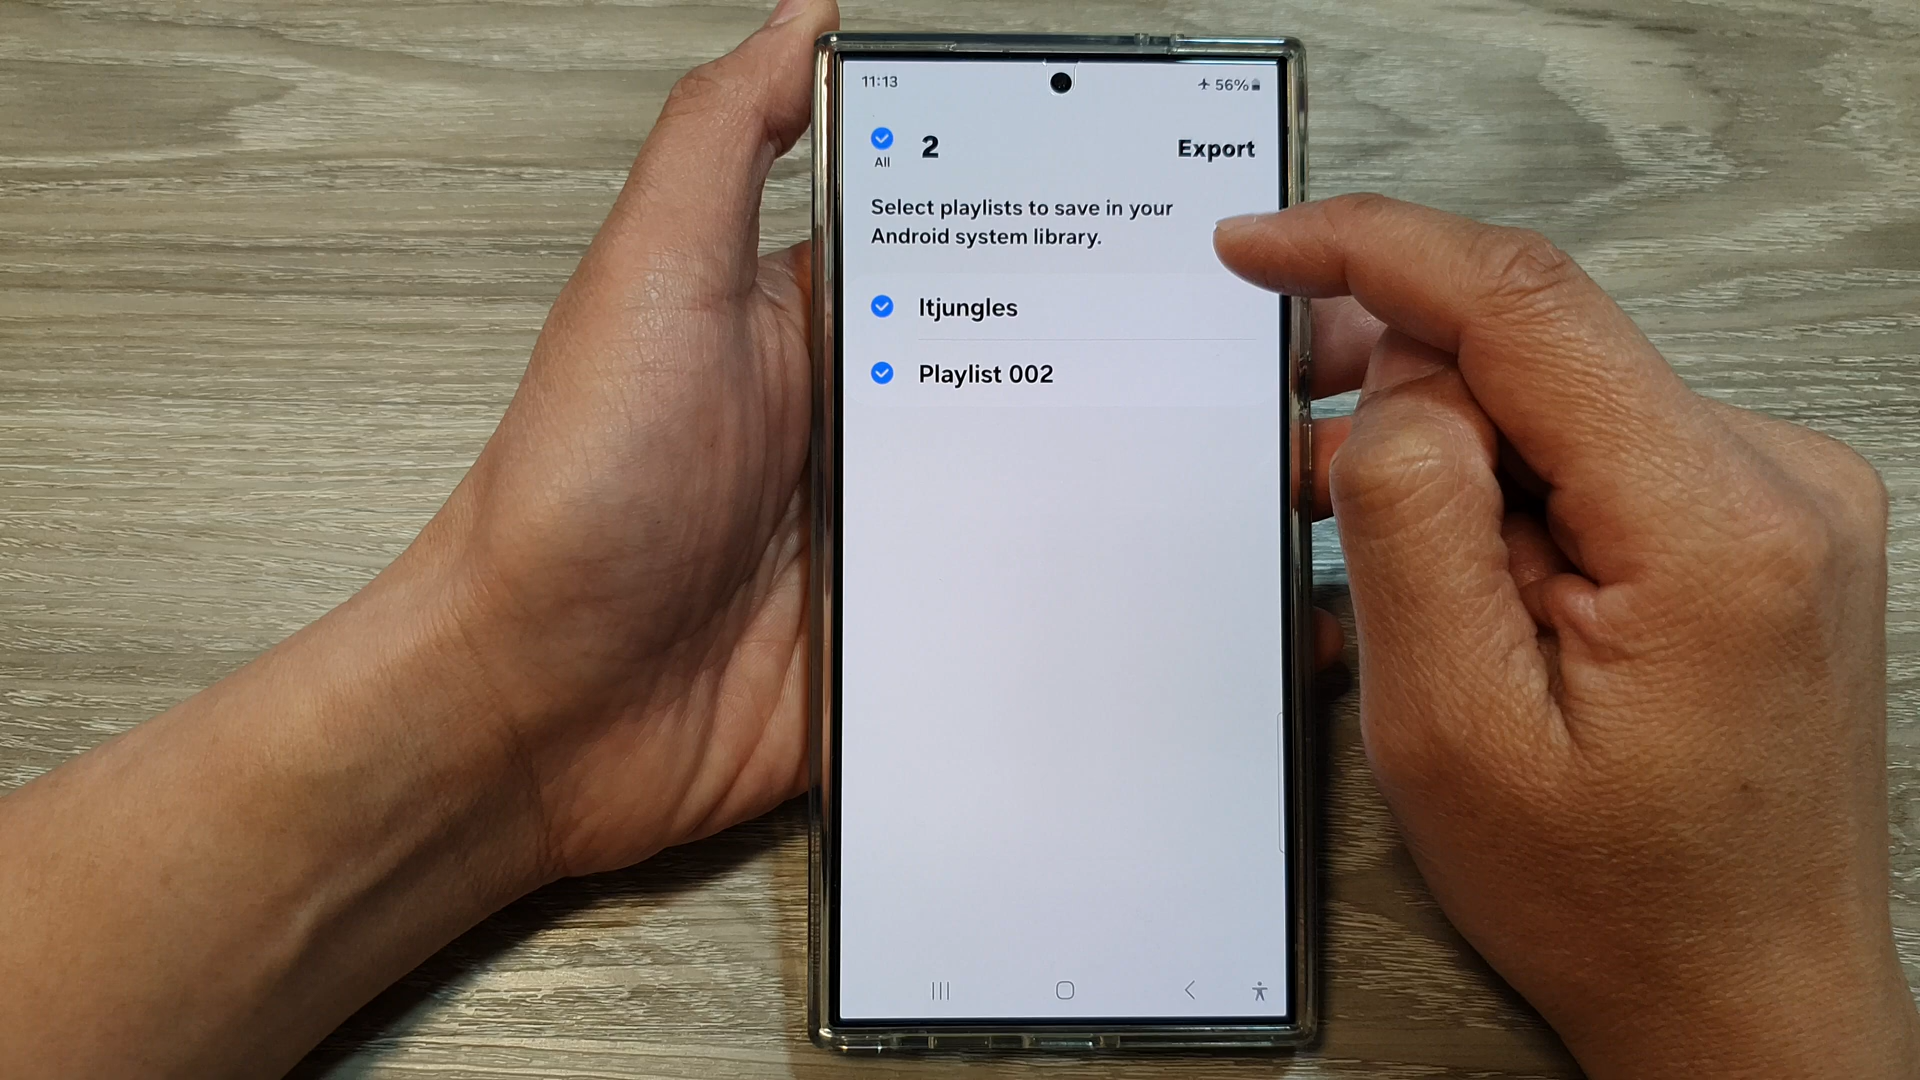 11:13
56%
All
2
Export
Select playlists to save in your
Android system library.
Itjungles
Playlist 002